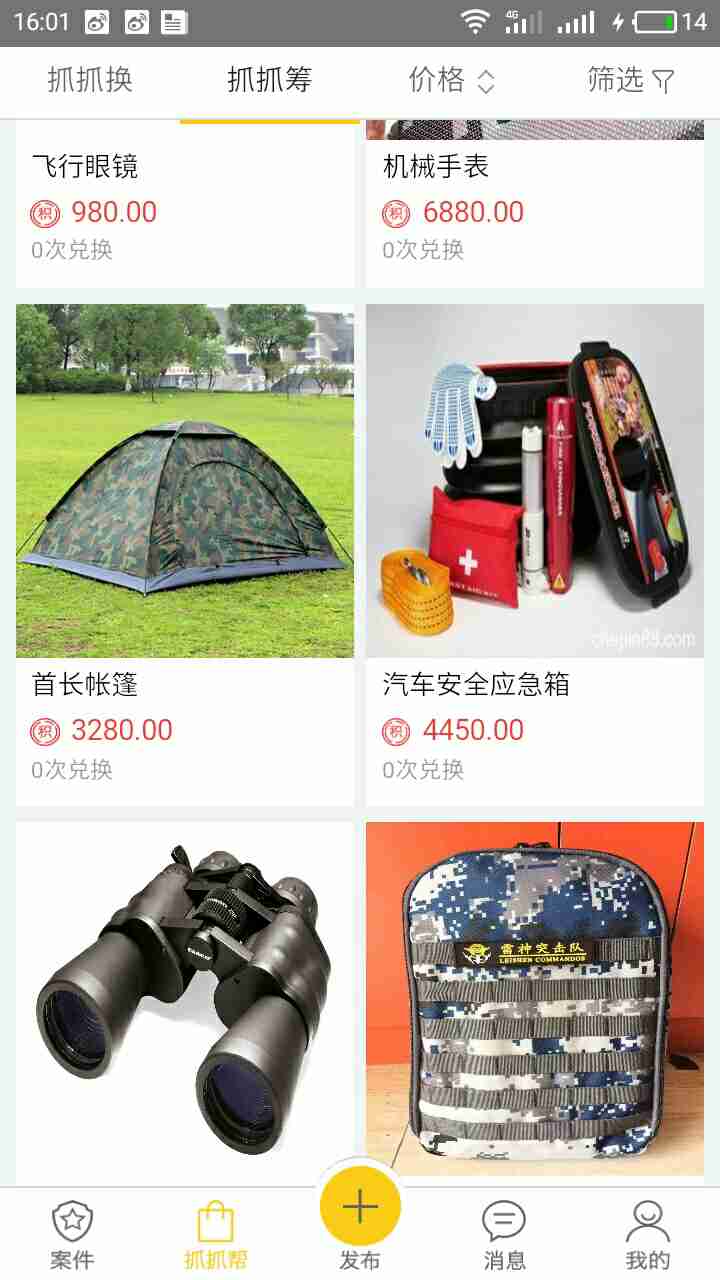 16:01
4G
14
抓抓换
抓抓筹
价格
筛选
飞行眼镜
机械手表
积 980.00
积 6880.00
0次兑换
0次兑换
FIRST AID KIT
chepin88.com
首长帐篷
汽车安全应急箱
积 3280.00
积 4450.00
0次兑换
0次兑换
雷神突击队
LEISHEN COMMANDOS
案件
抓抓帮
发布
消息
我的